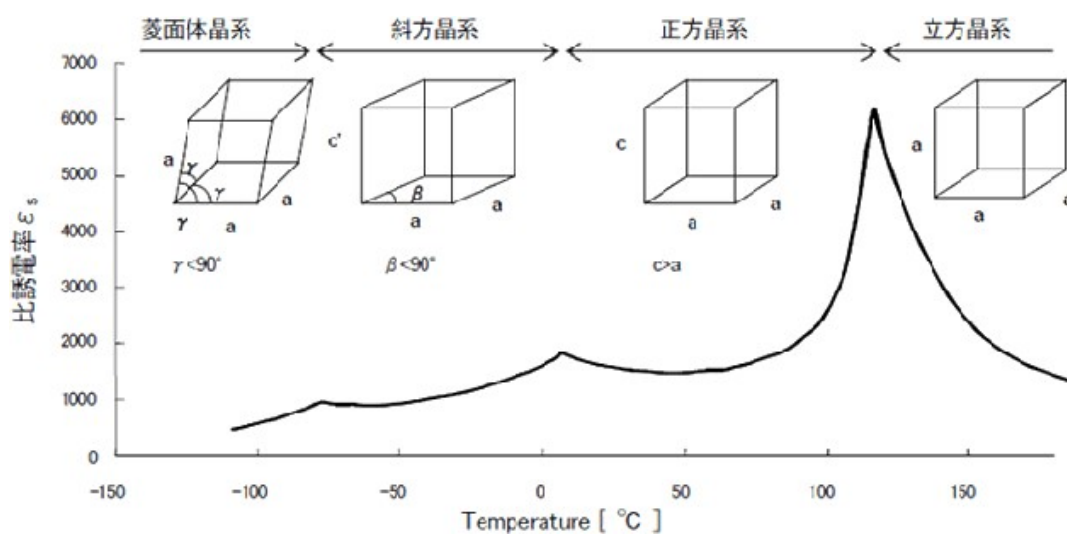 菱面体晶系 斜方晶系 正方晶系 立方晶系
7000
6000
5000
4000
3000
2000
1000
0
比誘電率 ε s
a γ γ γ a a
γ<90°
c' β a a
β<90°
c a a
c>a
a a a
-150 -100 -50 0 50 100 150
Temperature [ °C ]